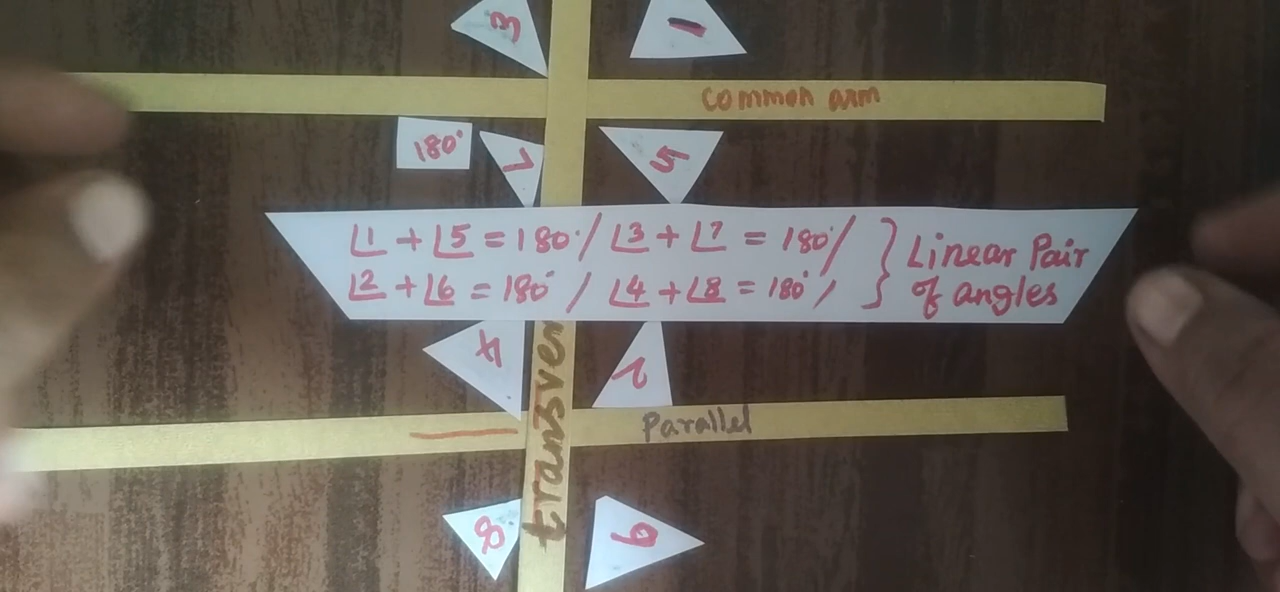 3
1
common arm
180°
7
5
∠1 + ∠5 = 180° / ∠3 + ∠7 = 180° / } Linear Pair
∠2 + ∠6 = 180° / ∠4 + ∠8 = 180° / of angles
4
2
Parallel
transver
8
6